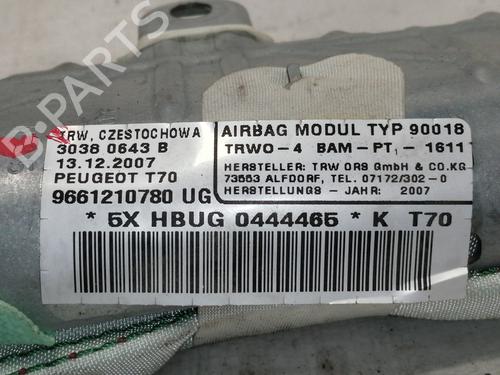 B-PARTS
TRW, CZESTOCHOWA
3038 0643 B
13.12.2007
PEUGEOT T70
9661210780 UG
AIRBAG MODUL TYP 90018
TRWO-4 BAM-PT-1611
HERSTELLER: TRW ORS GmbH & CO.KG
73553 ALFDORF, TEL. 07172/302-0
HERSTELLUNGS - JAHR: 2007
* 5X HBUG 0444465 * K T70